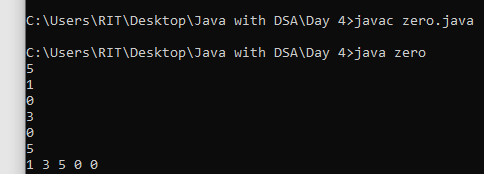 C:\Users\RIT\Desktop\Java with DSA\Day 4>javac zero.java
C:\Users\RIT\Desktop\Java with DSA\Day 4>java zero
5
1
0
3
0
5
1 3 5 0 0